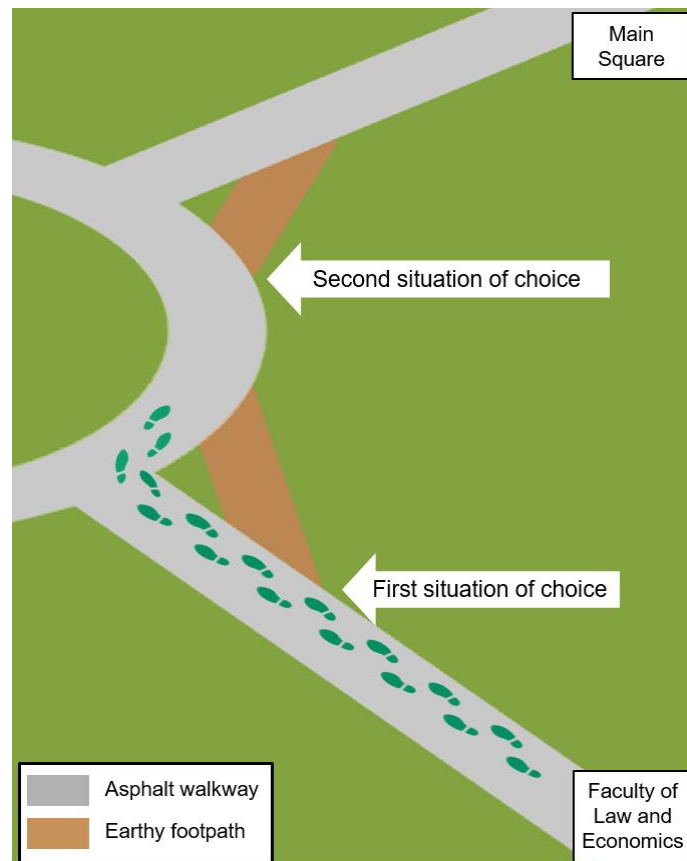 Main
Square
Second situation of choice
First situation of choice
Asphalt walkway
Earthy footpath
Faculty of
Law and
Economics